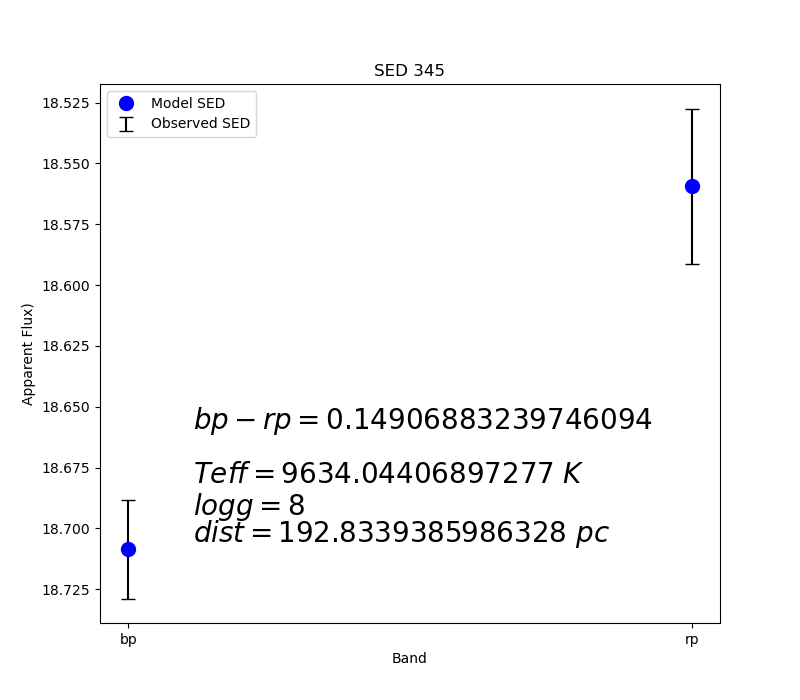 SED 345
Model SED
Observed SED
Apparent Flux)
18.525
18.550
18.575
18.600
18.625
18.650
18.675
18.700
18.725
bp − rp = 0.14906883239746094
Teff = 9634.04406897277 K
logg = 8
dist = 192.8339385986328 pc
bp
rp
Band